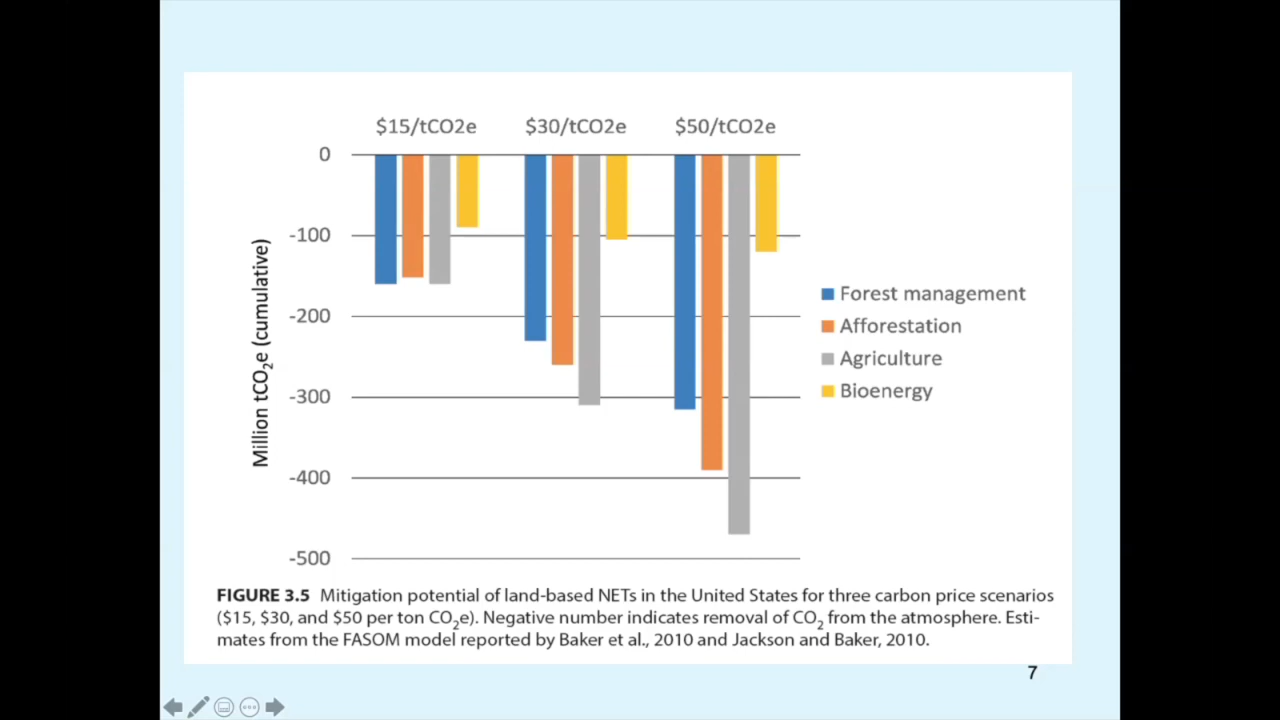 $15/tCO2e $30/tCO2e $50/tCO2e
0
-100
-200
-300
-400
-500
Million tCO₂e (cumulative)
Forest management
Afforestation
Agriculture
Bioenergy
FIGURE 3.5 Mitigation potential of land-based NETs in the United States for three carbon price scenarios
($15, $30, and $50 per ton CO₂e). Negative number indicates removal of CO₂ from the atmosphere. Esti-
mates from the FASOM model reported by Baker et al., 2010 and Jackson and Baker, 2010.
7